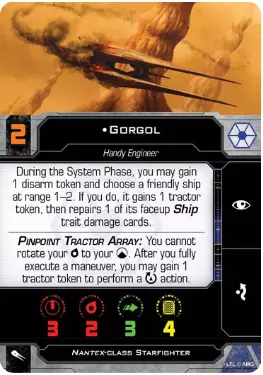 2
•GORGOL
Handy Engineer
During the System Phase, you may gain
1 disarm token and choose a friendly ship
at range 1–2. If you do, it gains 1 tractor
token, then repairs 1 of its faceup Ship
trait damage cards.
PINPOINT TRACTOR ARRAY: You cannot
rotate your to your . After you fully
execute a maneuver, you may gain 1
tractor token to perform a action.
3 2 3 4
NANTEX-CLASS STARFIGHTER
LFL © AMG